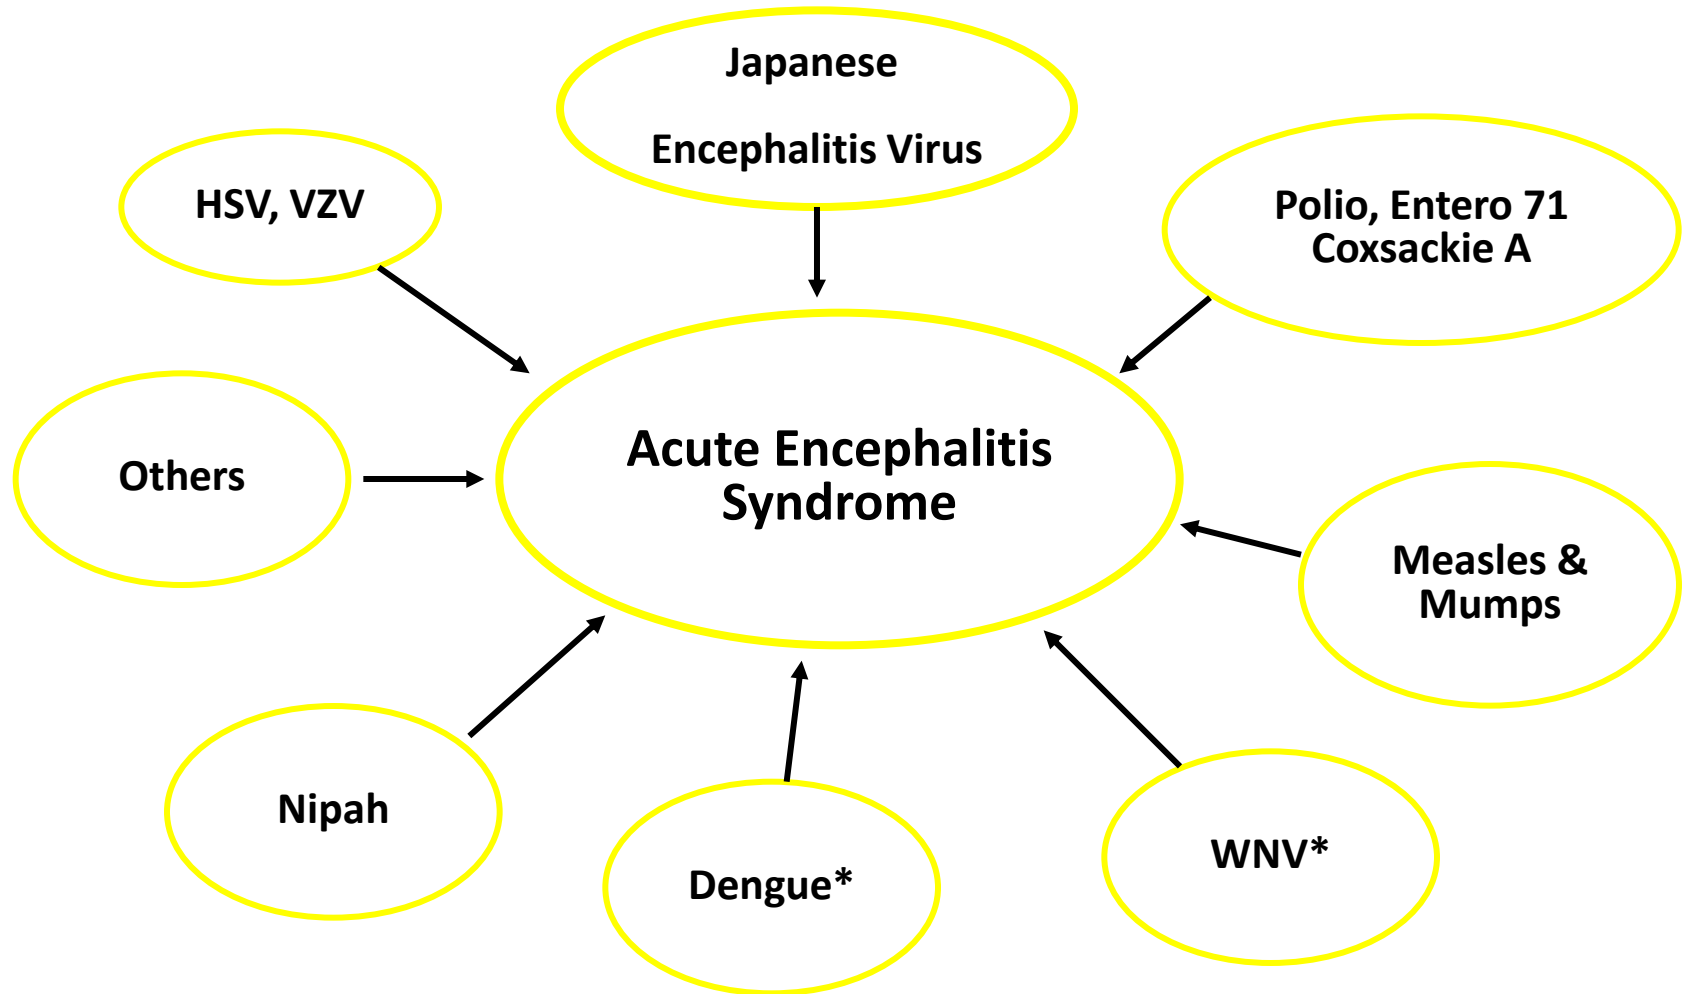 Japanese
Encephalitis Virus
HSV, VZV
Polio, Entero 71
Coxsackie A
Others
Acute Encephalitis
Syndrome
Measles &
Mumps
Nipah
Dengue*
WNV*